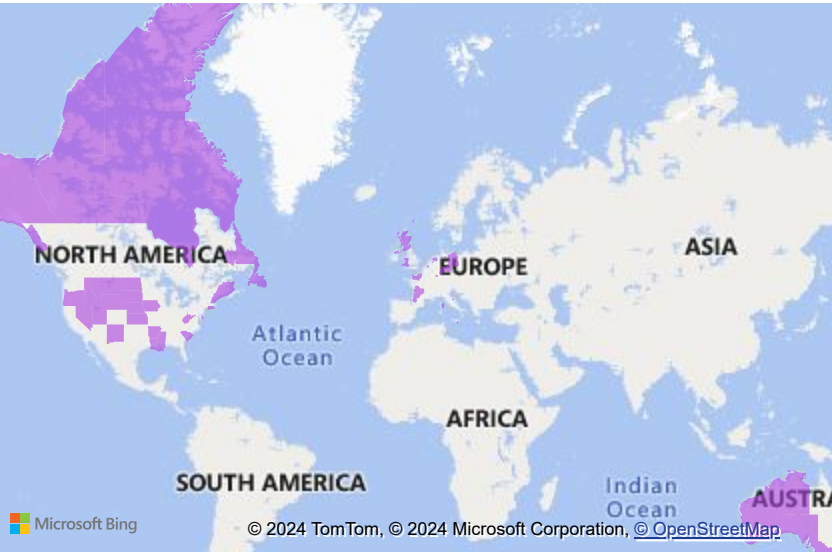 NORTH AMERICA
EUROPE
ASIA
Atlantic
Ocean
AFRICA
SOUTH AMERICA
Indian
Ocean
AUSTRA
Microsoft Bing
© 2024 TomTom, © 2024 Microsoft Corporation, © OpenStreetMap